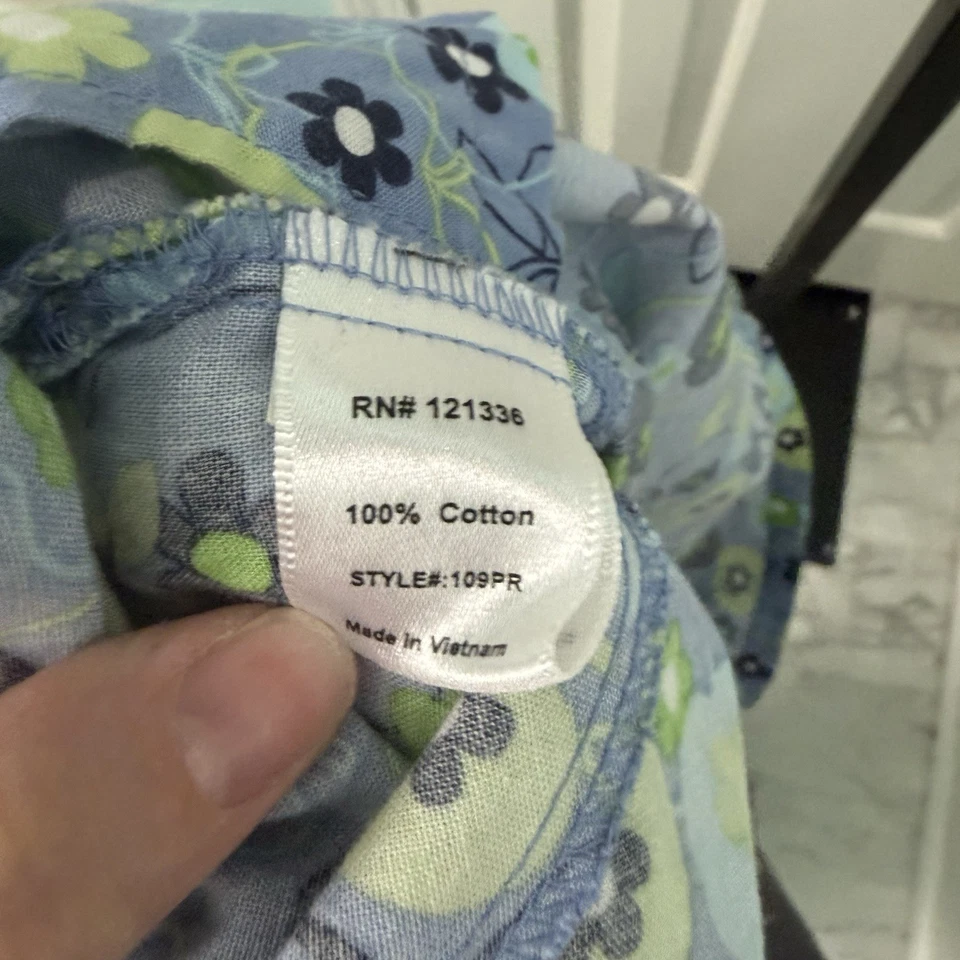 RN# 121336
100% Cotton
STYLE#:109PR
Made in Vietnam